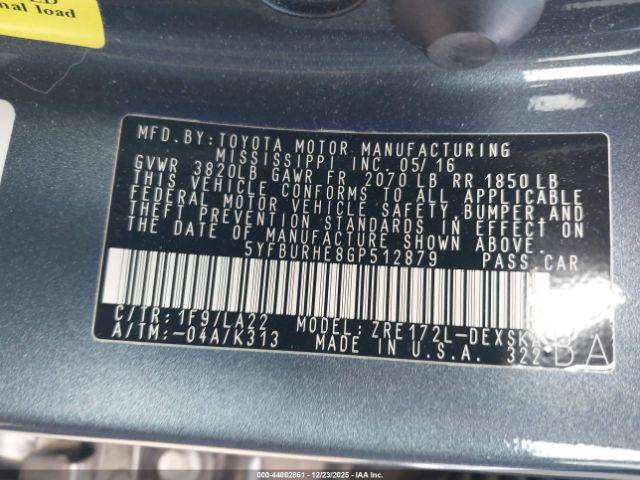 nal load
MFD. BY: TOYOTA MOTOR MANUFACTURING
MISSISSIPPI INC. 05/16
GVWR 3820LB GAWR FR 2070 LB RR 1850 LB
THIS VEHICLE CONFORMS TO ALL APPLICABLE
FEDERAL MOTOR VEHICLE SAFETY, BUMPER, AND
THEFT PREVENTION STANDARDS IN EFFECT ON
THE DATE OF MANUFACTURE SHOWN ABOVE.
5YFBURHE8GP512879 PASS. CAR
C/TR: 1F9/LA22 MODEL: ZRE172L-DEXSKA
A/TM: -04A/K313 MADE IN U.S.A. 322
BA
000-44002861 - 12/23/2025 - IAA Inc.